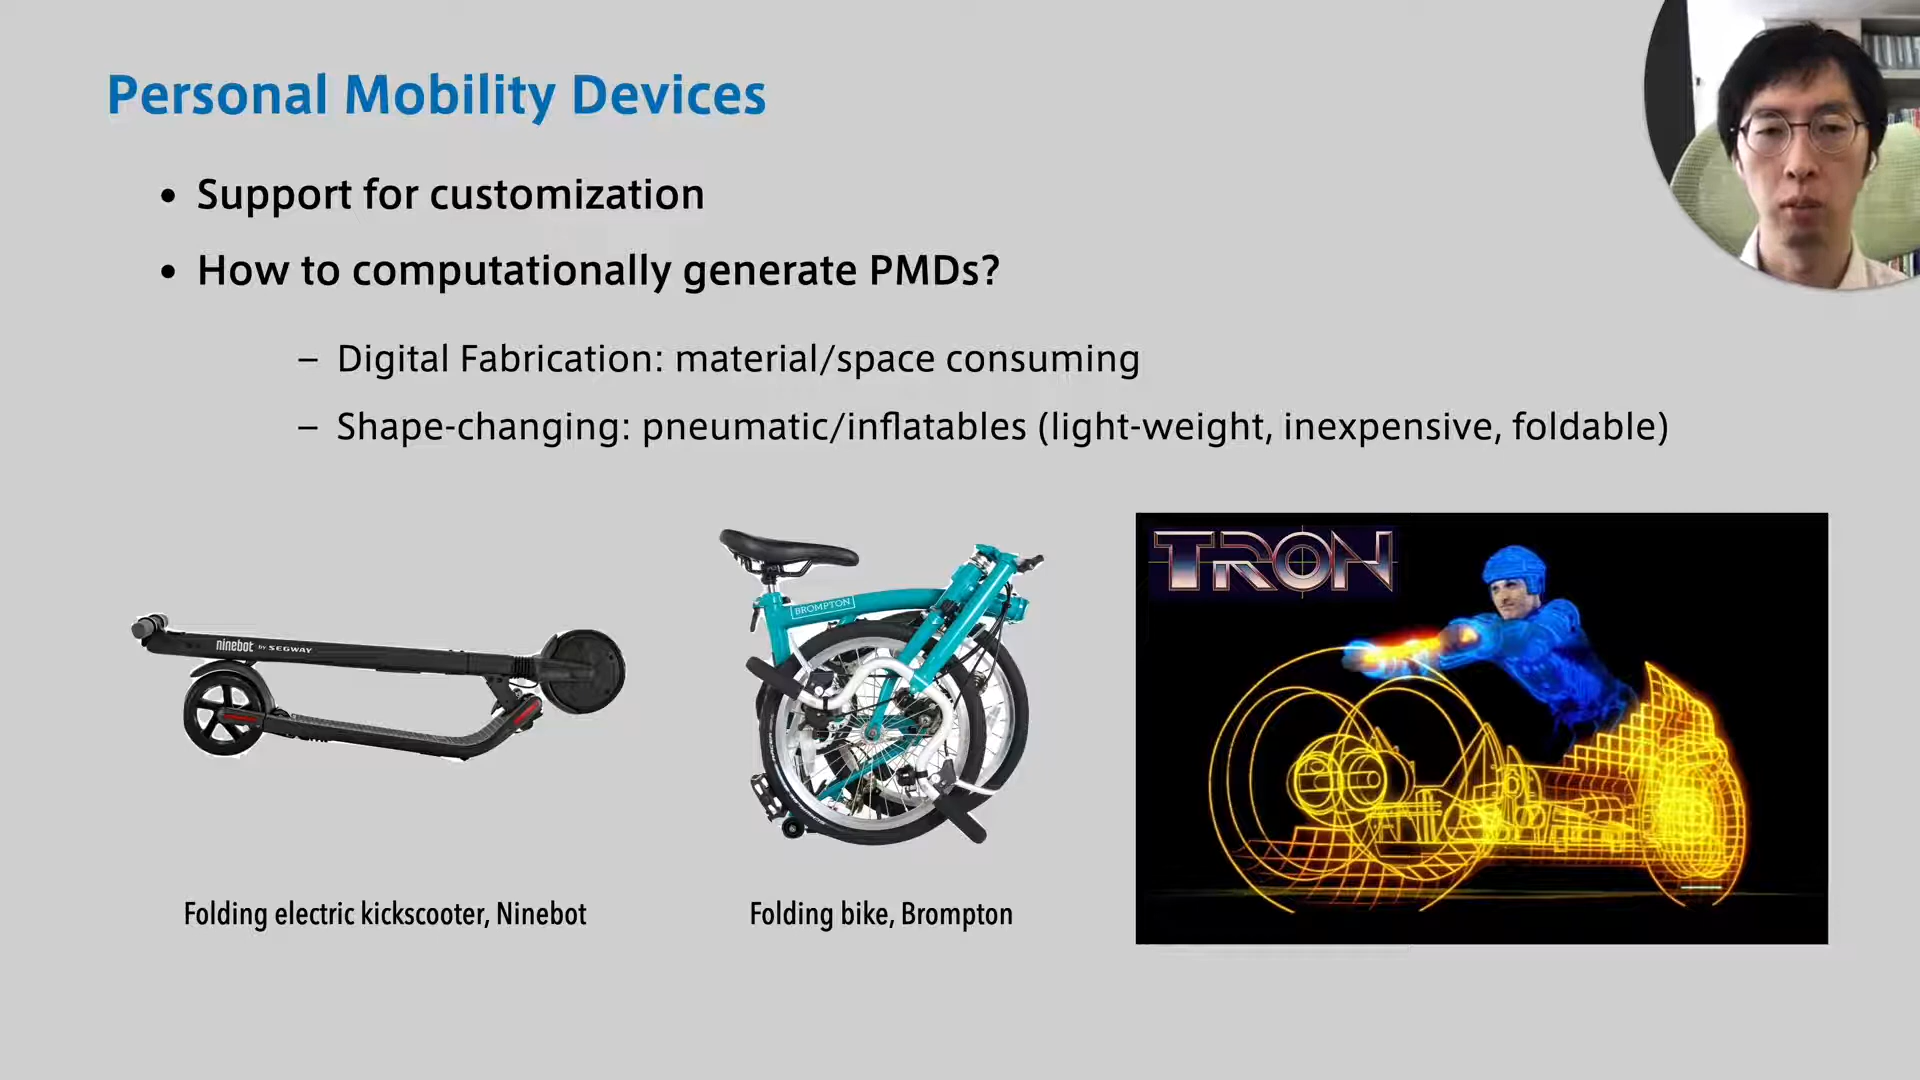 Personal Mobility Devices
• Support for customization
• How to computationally generate PMDs?
– Digital Fabrication: material/space consuming
– Shape-changing: pneumatic/inflatables (light-weight, inexpensive, foldable)
TRON
BROMPTON
ninebot by SEGWAY
Folding electric kickscooter, Ninebot
Folding bike, Brompton